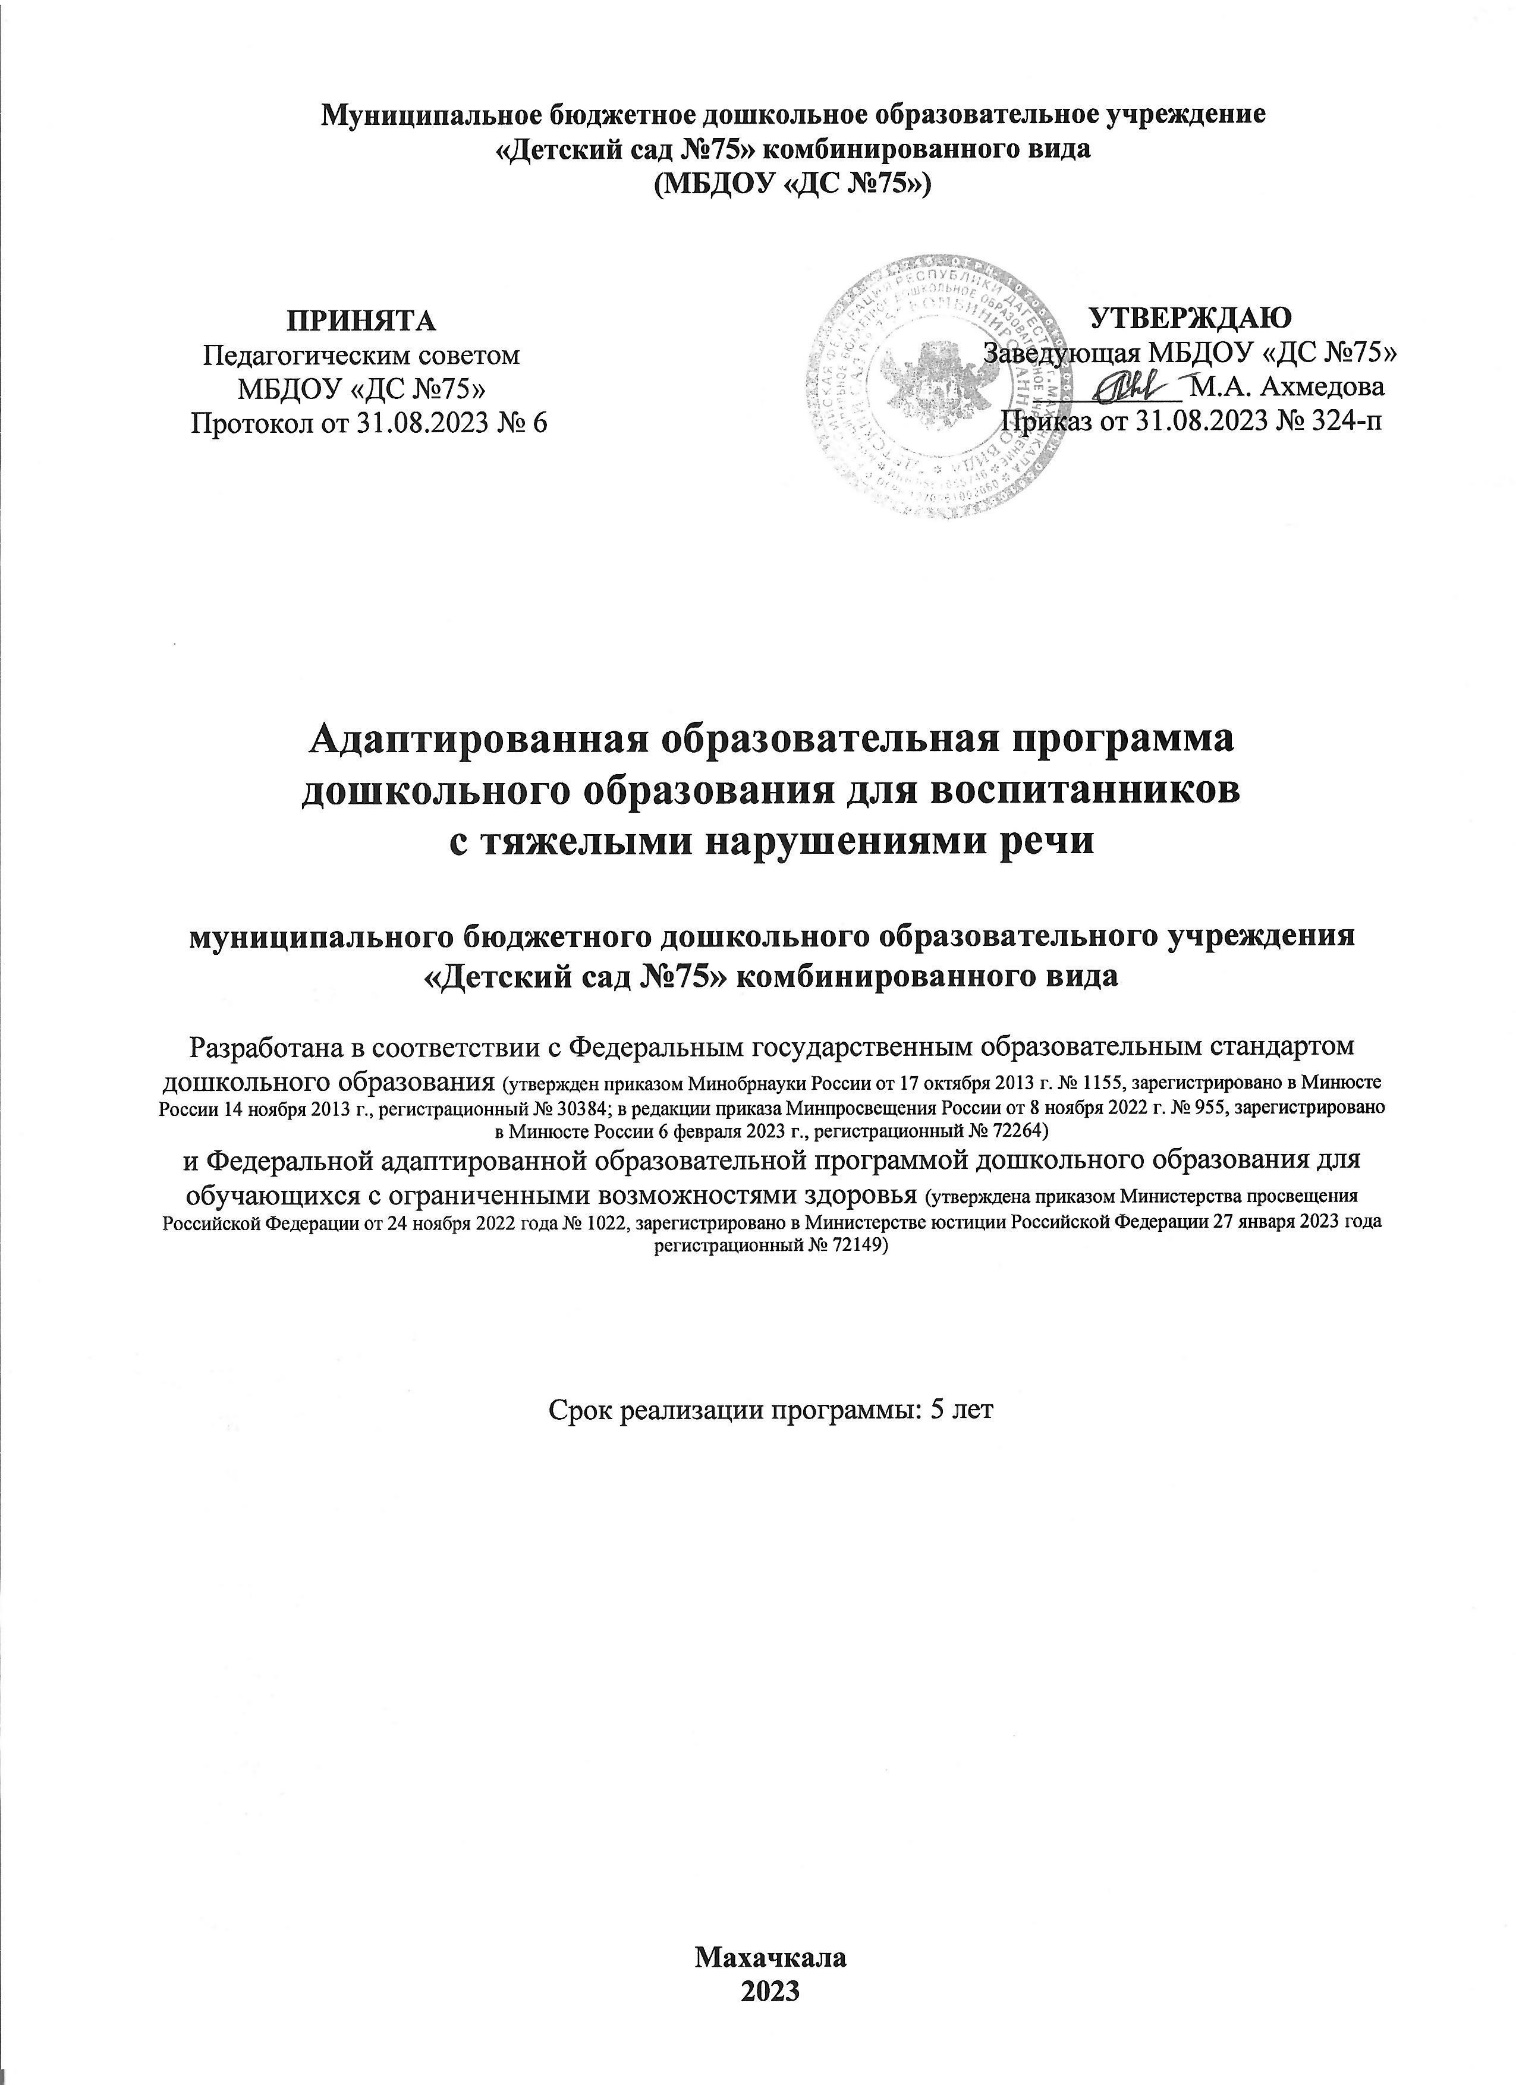 Муниципальное бюджетное дошкольное образовательное учреждение
«Детский сад №75» комбинированного вида
(МБДОУ «ДС №75»)
ПРИНЯТА
Педагогическим советом
МБДОУ «ДС №75»
Протокол от 31.08.2023 № 6
УТВЕРЖДАЮ
Заведующая МБДОУ «ДС №75»
М.А. Ахмедова
Приказ от 31.08.2023 № 324-п
Адаптированная образовательная программа
дошкольного образования для воспитанников
с тяжелыми нарушениями речи
муниципального бюджетного дошкольного образовательного учреждения
«Детский сад №75» комбинированного вида
Разработана в соответствии с Федеральным государственным образовательным стандартом
дошкольного образования (утвержден приказом Минобрнауки России от 17 октября 2013 г. № 1155, зарегистрировано в Минюсте
России 14 ноября 2013 г., регистрационный № 30384; в редакции приказа Минпросвещения России от 8 ноября 2022 г. № 955, зарегистрировано
в Минюсте России 6 февраля 2023 г., регистрационный № 72264)
и Федеральной адаптированной образовательной программой дошкольного образования для
обучающихся с ограниченными возможностями здоровья (утверждена приказом Министерства просвещения
Российской Федерации от 24 ноября 2022 года № 1022, зарегистрировано в Министерстве юстиции Российской Федерации 27 января 2023 года
регистрационный № 72149)
Срок реализации программы: 5 лет
Махачкала
2023